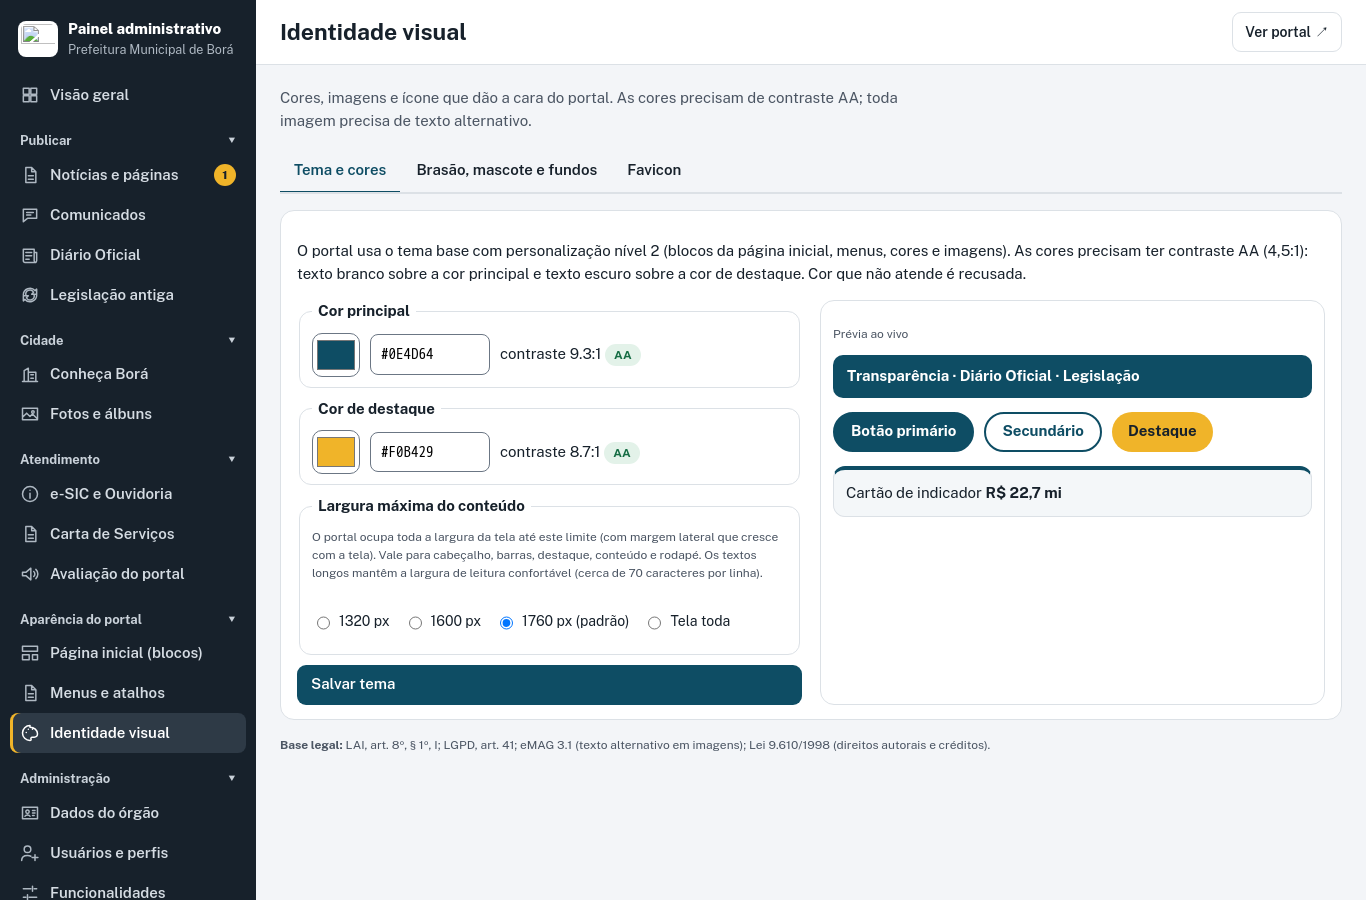 Painel administrativo
Prefeitura Municipal de Borá
Visão geral
Publicar
Notícias e páginas 1
Comunicados
Diário Oficial
Legislação antiga
Cidade
Conheça Borá
Fotos e álbuns
Atendimento
e-SIC e Ouvidoria
Carta de Serviços
Avaliação do portal
Aparência do portal
Página inicial (blocos)
Menus e atalhos
Identidade visual
Administração
Dados do órgão
Usuários e perfis
Funcionalidades
Identidade visual
Ver portal ↗
Cores, imagens e ícone que dão a cara do portal. As cores precisam de contraste AA; toda
imagem precisa de texto alternativo.
Tema e cores Brasão, mascote e fundos Favicon
O portal usa o tema base com personalização nível 2 (blocos da página inicial, menus, cores e imagens). As cores precisam ter contraste AA (4,5:1):
texto branco sobre a cor principal e texto escuro sobre a cor de destaque. Cor que não atende é recusada.
Cor principal
#0E4D64 contraste 9.3:1 AA
Cor de destaque
#F0B429 contraste 8.7:1 AA
Largura máxima do conteúdo
O portal ocupa toda a largura da tela até este limite (com margem lateral que cresce
com a tela). Vale para cabeçalho, barras, destaque, conteúdo e rodapé. Os textos
longos mantêm a largura de leitura confortável (cerca de 70 caracteres por linha).
1320 px 1600 px 1760 px (padrão) Tela toda
Salvar tema
Prévia ao vivo
Transparência · Diário Oficial · Legislação
Botão primário Secundário Destaque
Cartão de indicador R$ 22,7 mi
Base legal: LAI, art. 8º, § 1º, I; LGPD, art. 41; eMAG 3.1 (texto alternativo em imagens); Lei 9.610/1998 (direitos autorais e créditos).